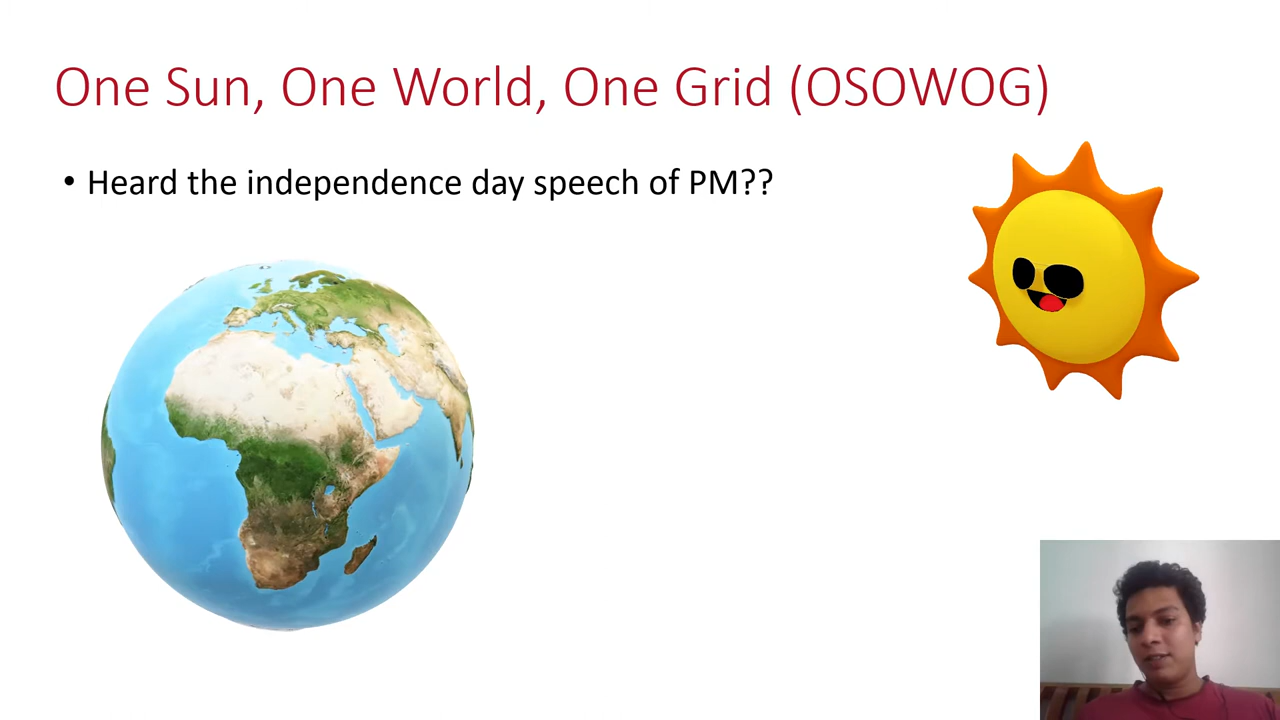 One Sun, One World, One Grid (OSOWOG)
• Heard the independence day speech of PM??